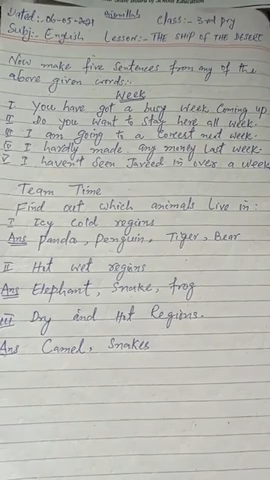 Dated:- 06-05-2021 Bismillah Class:- 3rd Pry
Subj:- English Lesson:- THE SHIP OF THE DESERT
Now make five sentences from any of the
above given words:-
Week
I You have got a busy week coming up
II Do you want to stay here all week.
III I am going to a next week.
IV I hardly made any money last week.
V I haven't seen Javeed in over a week
Team Time
Find out which animals live in:
I Icy cold regions
Ans Panda, Penguin, Tiger, Bear
II Hot wet regions
Ans Elephant, Snake, frog
III Dry and Hot Regions.
Ans Camel, Snakes